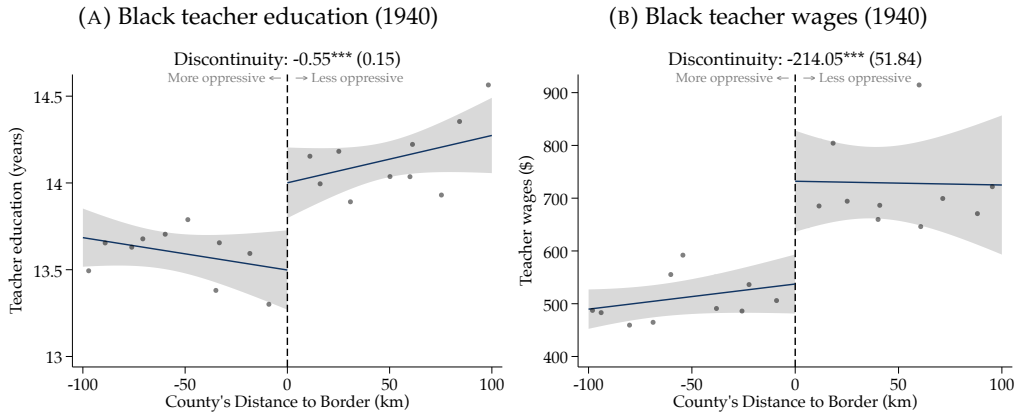 (A) Black teacher education (1940)
Discontinuity: -0.55*** (0.15)
More oppressive ← → Less oppressive
14.5
14
13.5
13
Teacher education (years)
-100 -50 0 50 100
County's Distance to Border (km)
(B) Black teacher wages (1940)
Discontinuity: -214.05*** (51.84)
More oppressive ← → Less oppressive
900
800
700
600
500
400
Teacher wages ($)
-100 -50 0 50 100
County's Distance to Border (km)